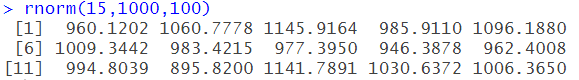 > rnorm(15,1000,100)
[1] 960.1202 1060.7778 1145.9164 985.9110 1096.1880
[6] 1009.3442 983.4215 977.3950 946.3878 962.4008
[11] 994.8039 895.8200 1141.7891 1030.6372 1006.3650